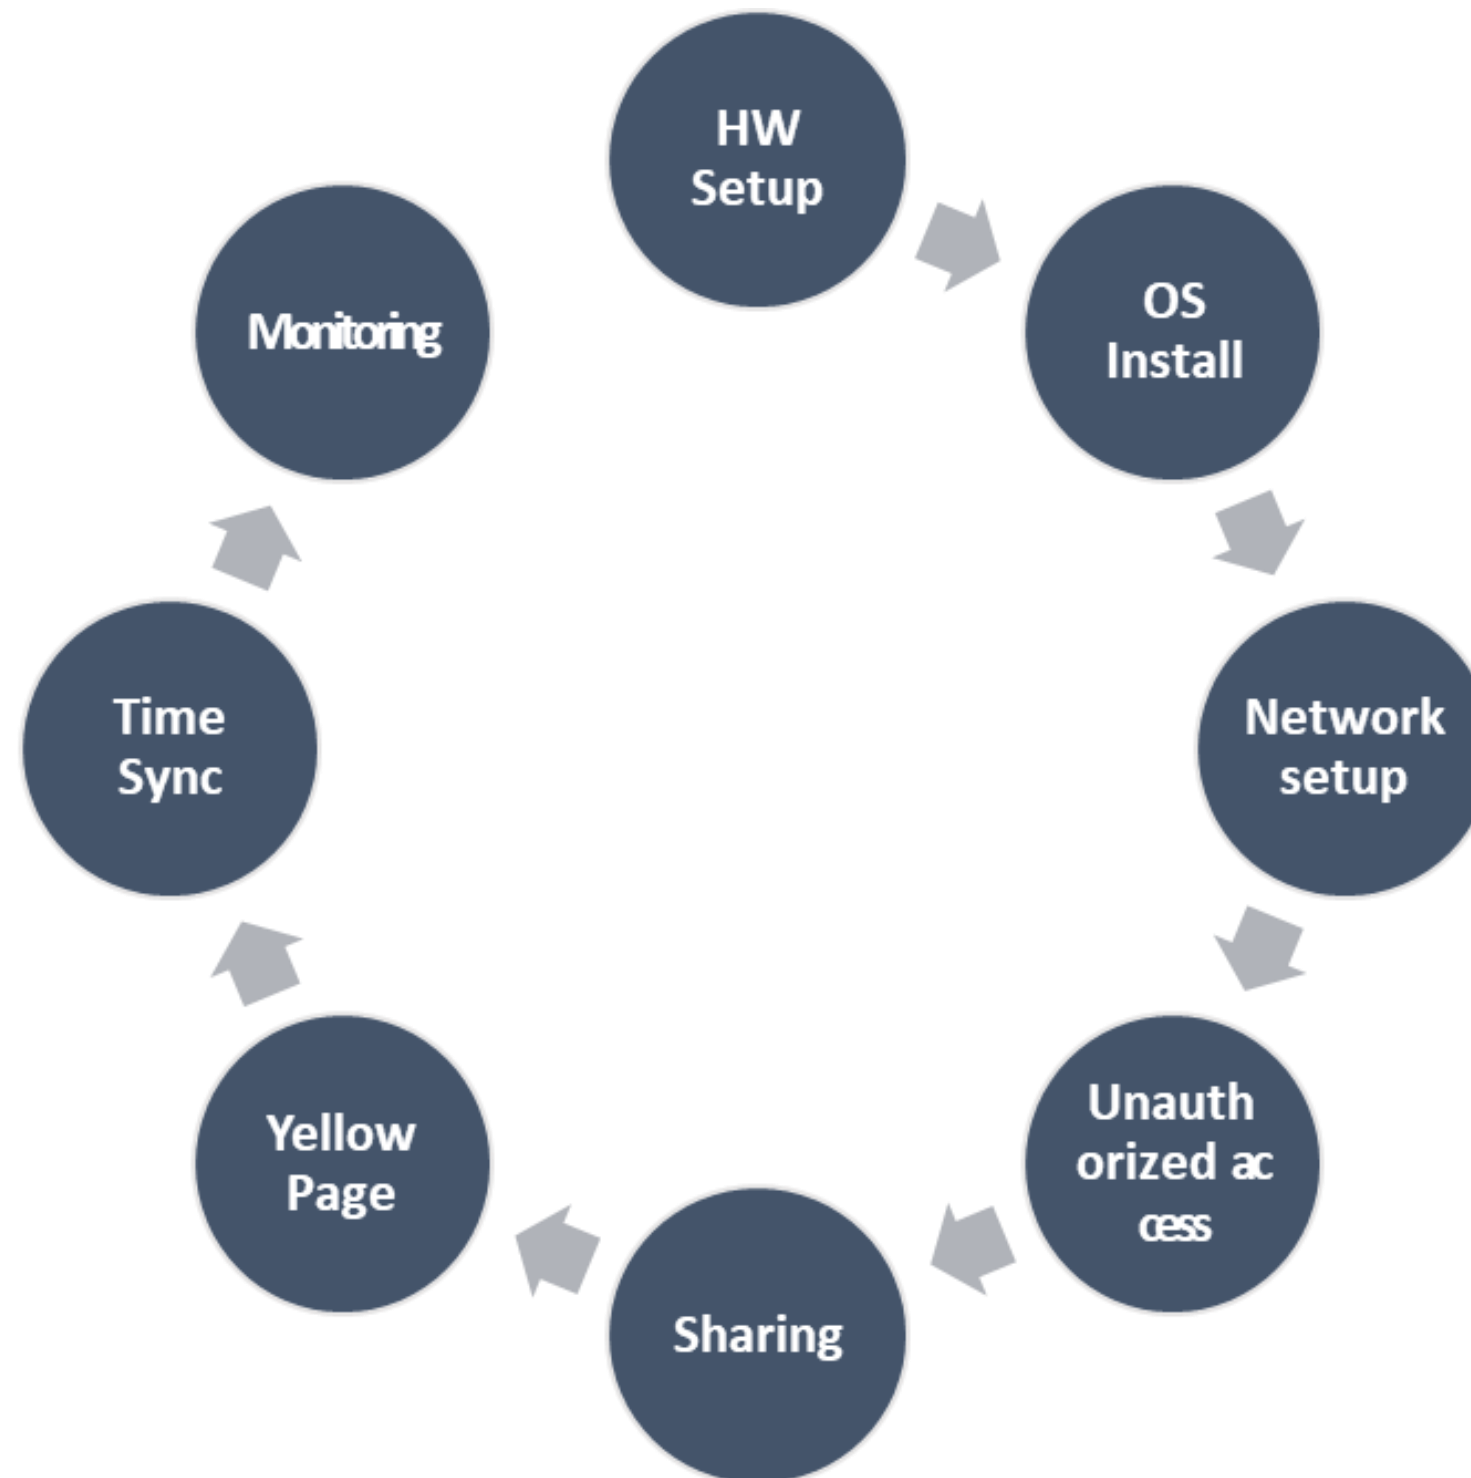 HW
Setup
OS
Install
Network
setup
Unauth
orized ac
cess
Sharing
Yellow
Page
Time
Sync
Monitoring